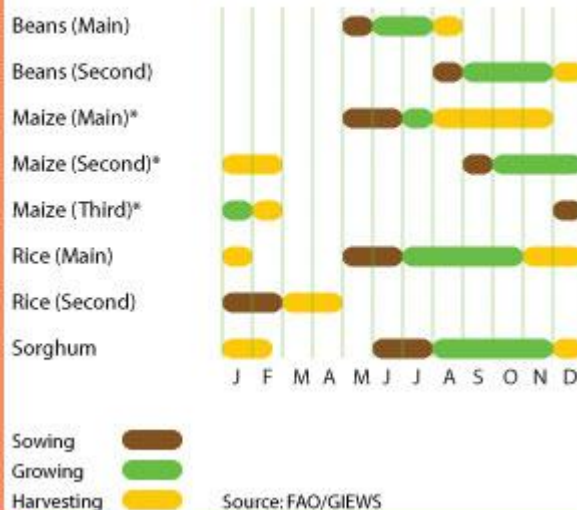 Beans (Main)
Beans (Second)
Maize (Main)*
Maize (Second)*
Maize (Third)*
Rice (Main)
Rice (Second)
Sorghum
J F M A M J J A S O N D
Sowing
Growing
Harvesting
Source: FAO/GIEWS